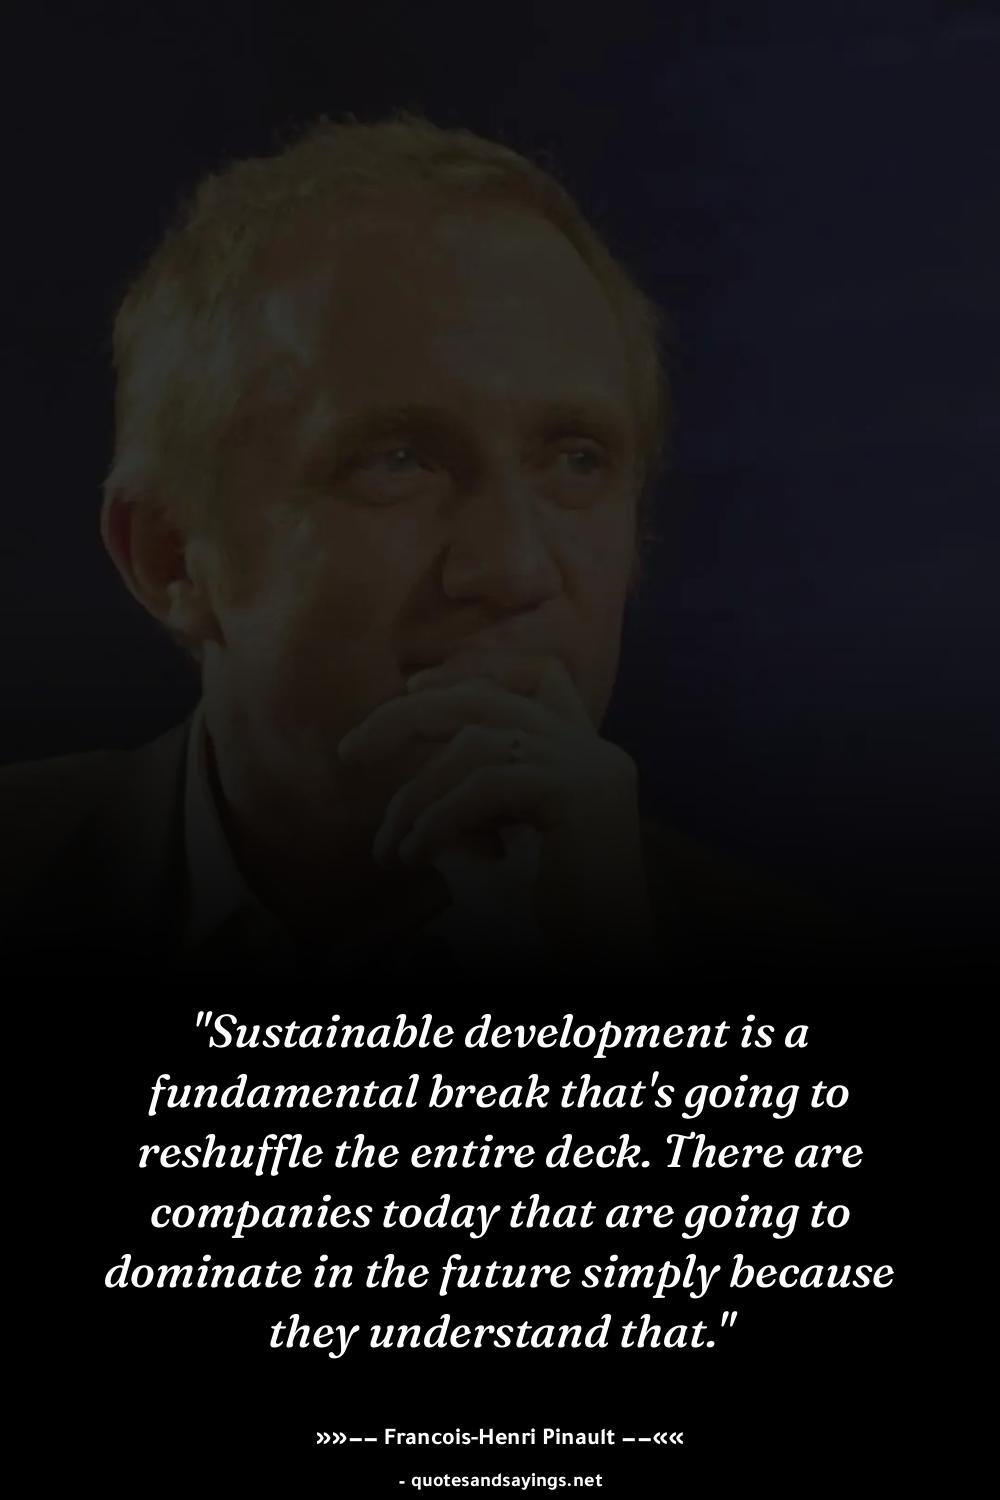 "Sustainable development is a
fundamental break that's going to
reshuffle the entire deck. There are
companies today that are going to
dominate in the future simply because
they understand that."
»»-- Francois-Henri Pinault --««
- quotesandsayings.net